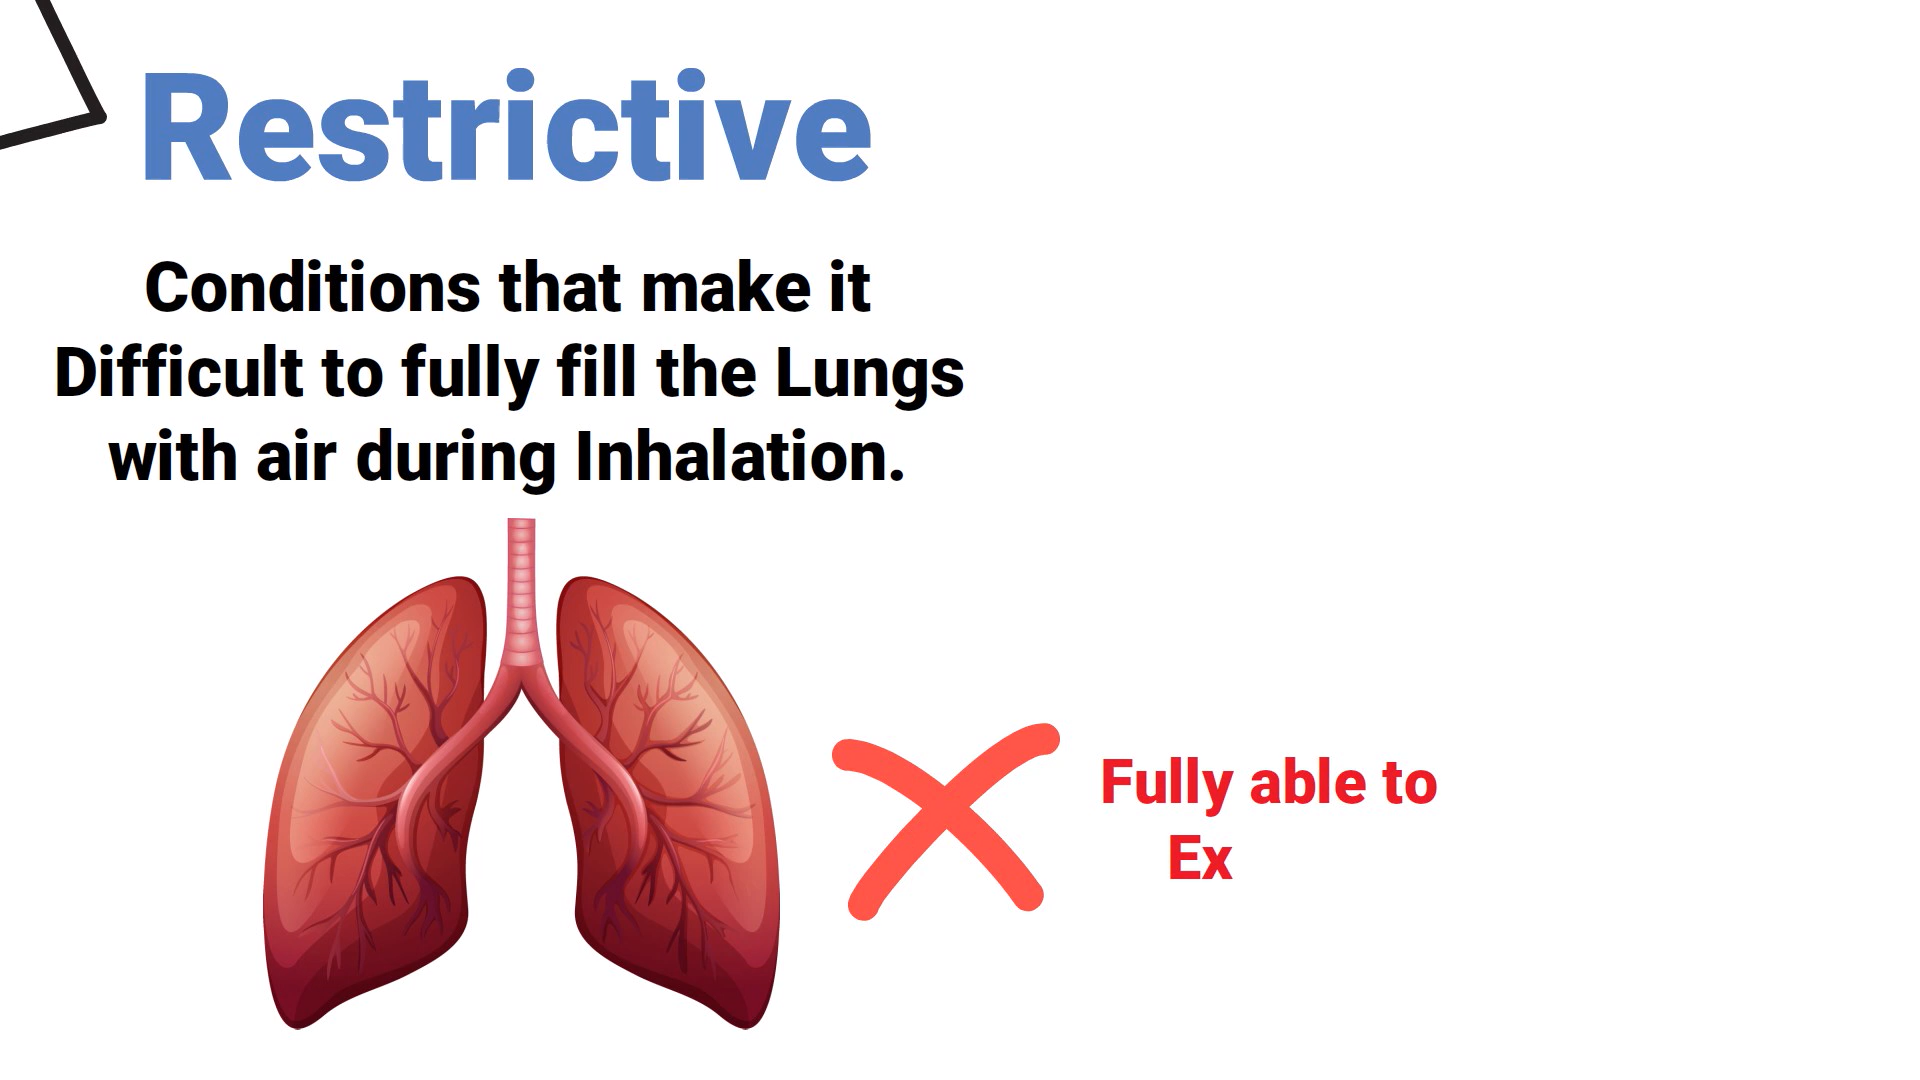 Restrictive
Conditions that make it
Difficult to fully fill the Lungs
with air during Inhalation.
Fully able to
Ex